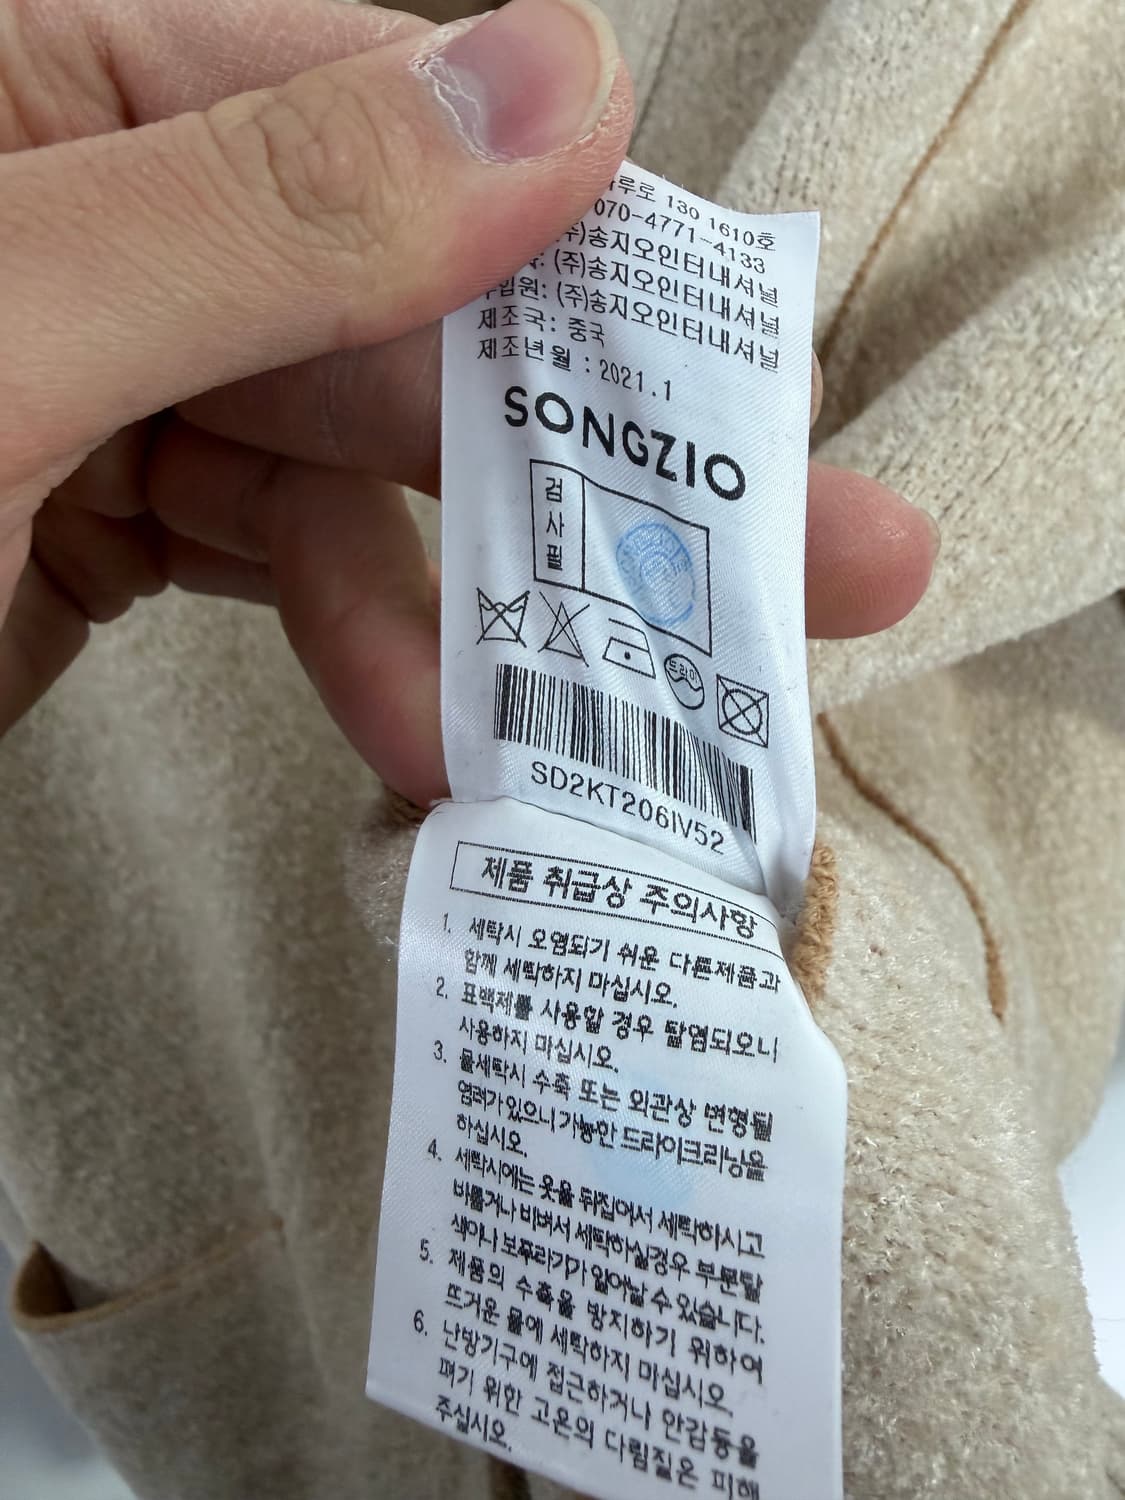 루로 130 1610호
070-4771-4133
(주)송지오인터내셔널
(주)송지오인터내셔널
입원: (주)송지오인터내셔널
제조국: 중국
제조년월 : 2021.1
SONGZIO
검사필
드라이
SD2KT206IV52
제품 취급상 주의사항
1. 세탁시 오염되기 쉬운 다른제품과
함께 세탁하지 마십시오.
2. 표백제를 사용할 경우 탈염되오니
사용하지 마십시오.
3. 물세탁시 수축 또는 외관상 변형될
염려가있으니가능한드라이크리닝을
하십시오.
4. 세탁시에는 옷을 뒤집어서 세탁하시고
바를거나 비벼서 세탁하실경우 부분탈
색이나 보푸라기가 일어날 수 있습니다.
5. 제품의 수축을 방지하기 위하여
뜨거운 물에 세탁하지 마십시오.
6. 난방기구에 접근하거나 안감등을
펴기 위한 고온의 다림질은 피해
주십시오.